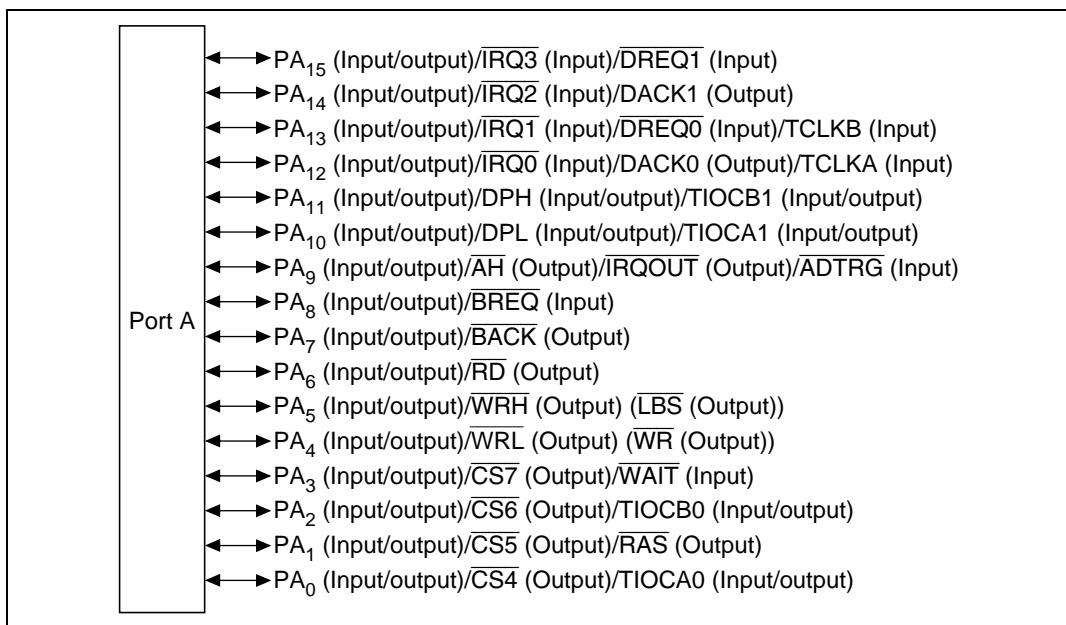 PA15 (Input/output)/IRQ3 (Input)/DREQ1 (Input)
PA14 (Input/output)/IRQ2 (Input)/DACK1 (Output)
PA13 (Input/output)/IRQ1 (Input)/DREQ0 (Input)/TCLKB (Input)
PA12 (Input/output)/IRQ0 (Input)/DACK0 (Output)/TCLKA (Input)
PA11 (Input/output)/DPH (Input/output)/TIOCB1 (Input/output)
PA10 (Input/output)/DPL (Input/output)/TIOCA1 (Input/output)
PA9 (Input/output)/AH (Output)/IRQOUT (Output)/ADTRG (Input)
PA8 (Input/output)/BREQ (Input)
Port A
PA7 (Input/output)/BACK (Output)
PA6 (Input/output)/RD (Output)
PA5 (Input/output)/WRH (Output) (LBS (Output))
PA4 (Input/output)/WRL (Output) (WR (Output))
PA3 (Input/output)/CS7 (Output)/WAIT (Input)
PA2 (Input/output)/CS6 (Output)/TIOCB0 (Input/output)
PA1 (Input/output)/CS5 (Output)/RAS (Output)
PA0 (Input/output)/CS4 (Output)/TIOCA0 (Input/output)